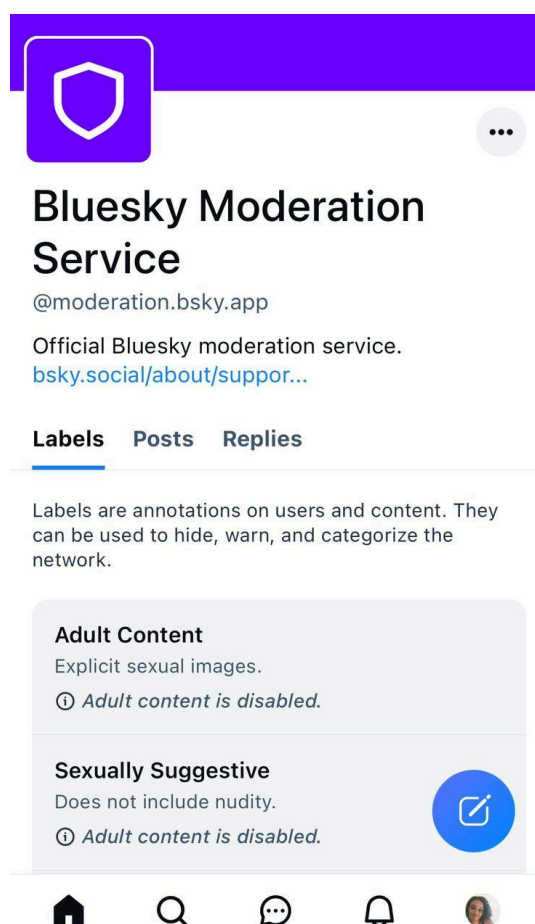 Bluesky Moderation
Service
@moderation.bsky.app
Official Bluesky moderation service.
bsky.social/about/suppor...
Labels Posts Replies
Labels are annotations on users and content. They
can be used to hide, warn, and categorize the
network.
Adult Content
Explicit sexual images.
Adult content is disabled.
Sexually Suggestive
Does not include nudity.
Adult content is disabled.